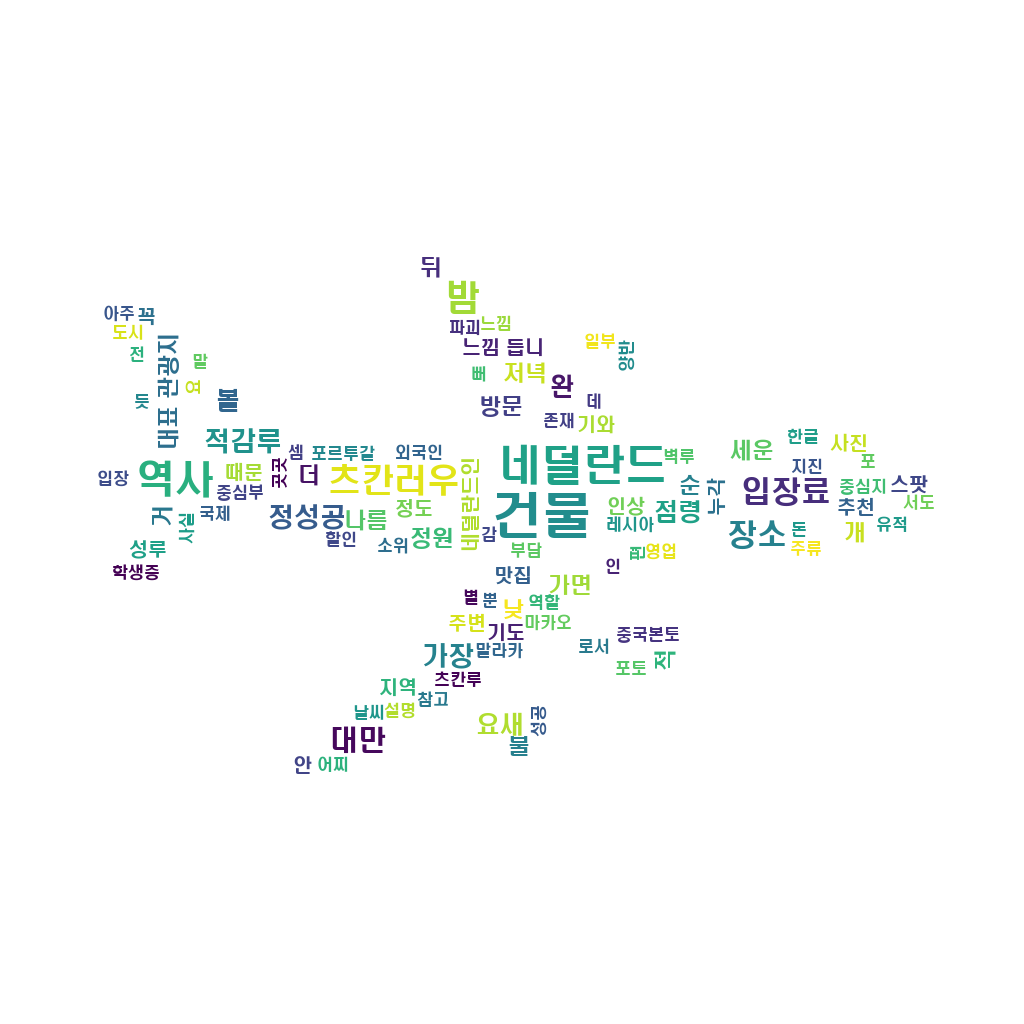 뒤
밤
파괴
느낌
느낌 듭니
뻐
저녁
완
방문
데
존재
기와
일부
양반
아주
꼭
도시
전
대표 관광지
말
요
듯
볼
적감루
셈
포르투갈
외국인
네덜란드
벽루
세운
한글
사진
입장
역사
때문
중심부
곳곳
더
츠칸러우
네덜란드인
건물
인상
순
누각
입장료
지진
포
중심지
스팟
거
사실
국제
정성공
나름
정도
레시아
점령
장소
돈
개
추천
유적
서도
성루
학생증
할인
소위
정원
감
부담
편
영업
주류
맛집
가면
인
별
뿐
낮
역할
주변
기도
마카오
가장
말라카
로서
중국본토
포토
적
지역
츠칸루
참고
날씨
설명
요새
성공
불
대만
안
어찌